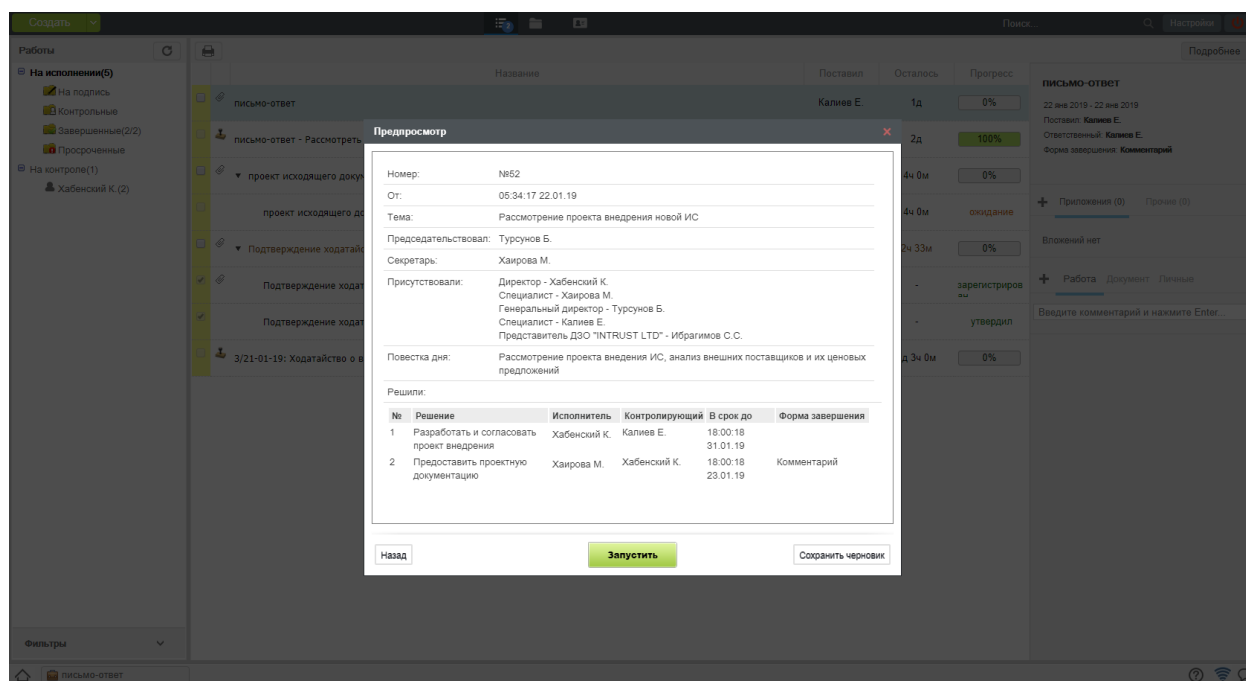 Создать
2
Поиск...
Настройки
Работы
Подробнее
На исполнении(5)
На подпись
Контрольные
Завершенные(2/2)
Просроченные
На контроле(1)
Хабенский К.(2)
Название
Поставил
Осталось
Прогресс
письмо-ответ
Калиев Е.
1д
0%
письмо-ответ - Рассмотреть
2д
100%
проект исходящего
4ч 0м
0%
проект исходящего
4ч 0м
ожидание
Подтверждение
2ч 33м
0%
Подтверждение ходат
-
зарегистриров
Подтверждение ходат
-
утвердил
3/21-01-19: Ходатайство о в
д 3ч 0м
0%
письмо-ответ
22 янв 2019 - 22 янв 2019
Поставил: Калиев Е.
Ответственный: Калиев Е.
Форма завершения: Комментарий
Приложения (0) Прочие (0)
Вложений нет
Работа Документ Личные
Введите комментарий и нажмите Enter...
Предпросмотр
Номер: №52
От: 05:34:17 22.01.19
Тема: Рассмотрение проекта внедрения новой ИС
Председательствовал: Турсунов Б.
Секретарь: Хаирова М.
Присутствовали: Директор - Хабенский К.
Специалист - Хаирова М.
Генеральный директор - Турсунов Б.
Специалист - Калиев Е.
Представитель ДЗО "INTRUST LTD" - Ибрагимов С.С.
Повестка дня: Рассмотрение проекта внедения ИС, анализ внешних поставщиков и их ценовых
предложений
Решили:
№ Решение Исполнитель Контролирующий В срок до Форма завершения
1 Разработать и согласовать Хабенский К. Калиев Е. 18:00:18
проект внедрения 31.01.19
2 Предоставить проектную Хаирова М. Хабенский К. 18:00:18 Комментарий
документацию 23.01.19
Назад
Запустить
Сохранить черновик
Фильтры
письмо-ответ